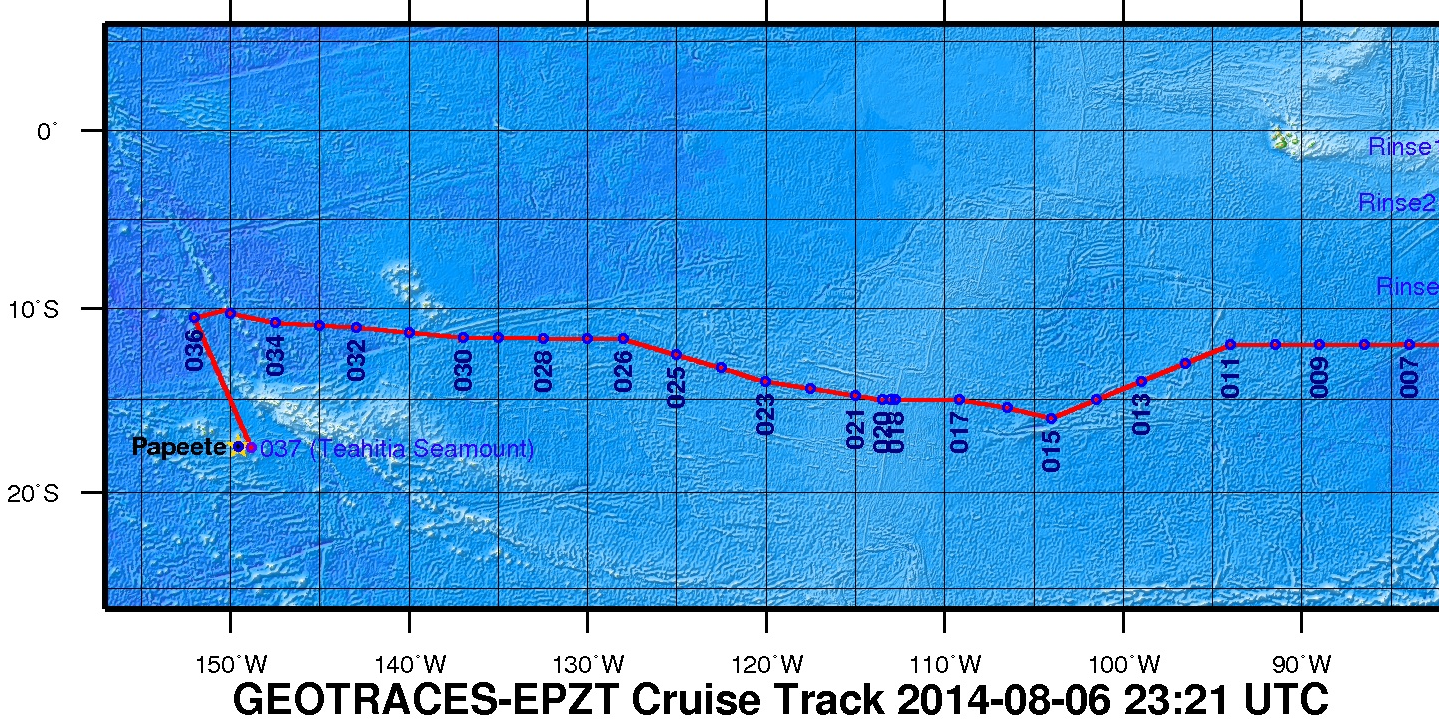 0°
Rinse1
Rinse2
Rinse
10°S
036
034
032
030
028
026
025
023
021
020
018
017
015
013
011
009
007
Papeete
037 (Teahitia Seamount)
20°S
150°W 140°W 130°W 120°W 110°W 100°W 90°W
GEOTRACES-EPZT Cruise Track 2014-08-06 23:21 UTC